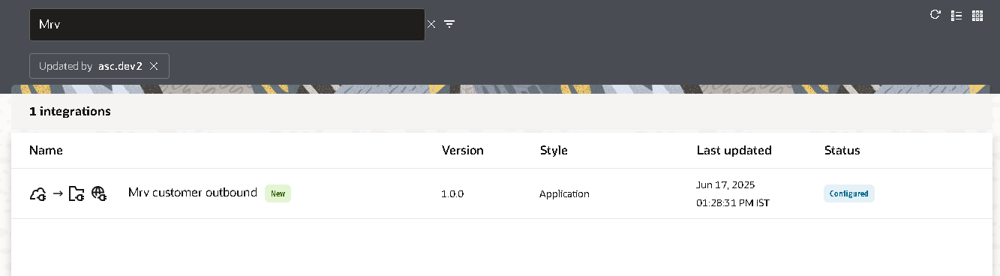 Mrv
Updated by asc.dev2
1 integrations
Name Version Style Last updated Status
Mrv customer outbound New 1.0.0 Application Jun 17, 2025 Configured
01:28:31 PM IST